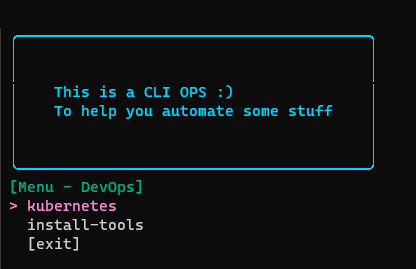 This is a CLI OPS :)
To help you automate some stuff
[Menu - DevOps]
> kubernetes
install-tools
[exit]